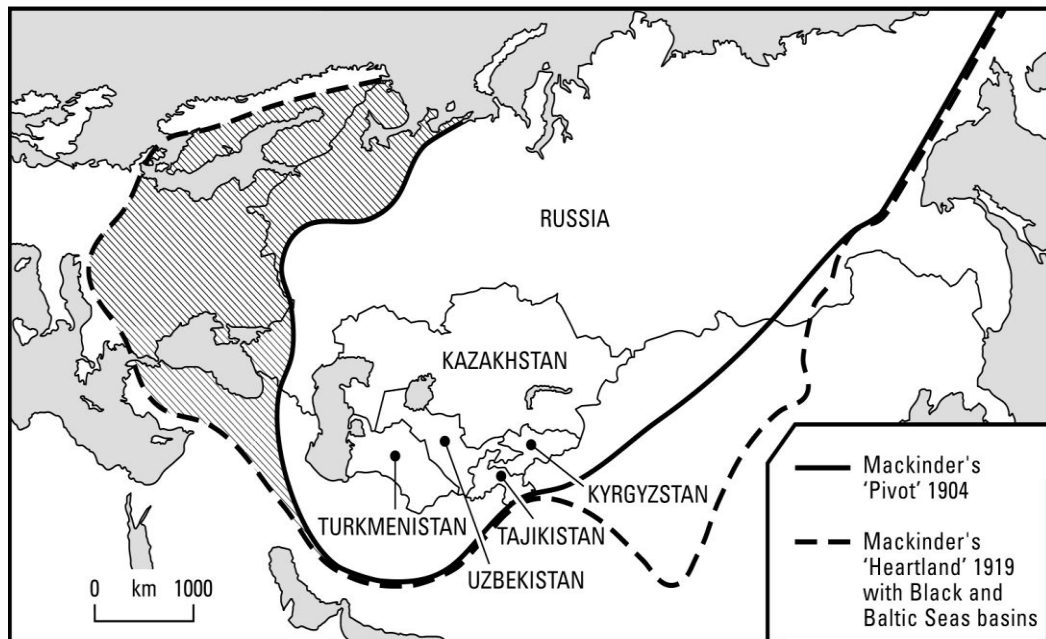 RUSSIA
KAZAKHSTAN
KYRGYZSTAN
TURKMENISTAN
TAJIKISTAN
UZBEKISTAN
0 km 1000
Mackinder's
'Pivot' 1904
Mackinder's
'Heartland' 1919
with Black and
Baltic Seas basins